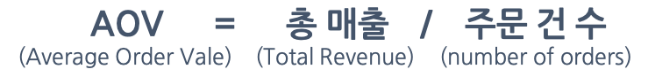 AOV = 총 매출 / 주문 건 수
(Average Order Vale) (Total Revenue) (number of orders)